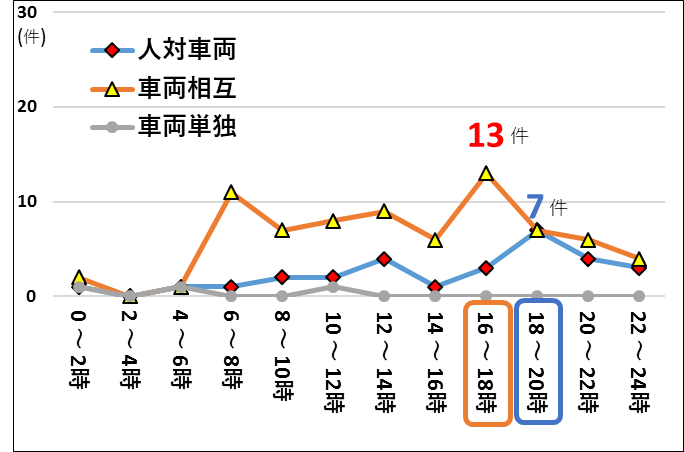 30
(件)
人対車両
車両相互
車両単独
20
13 件
10
7 件
0
0～2時
2～4時
4～6時
6～8時
8～10時
10～12時
12～14時
14～16時
16～18時
18～20時
20～22時
22～24時